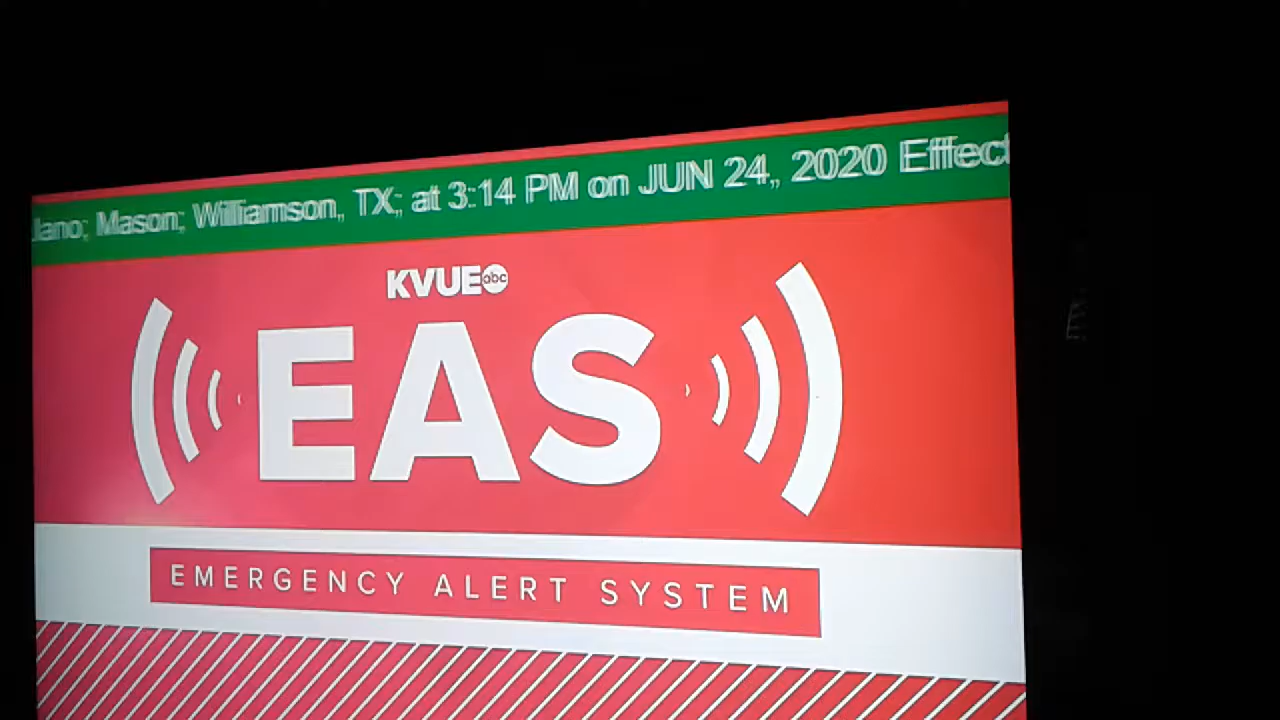 lano; Mason; Williamson, TX; at 3:14 PM on JUN 24, 2020 Effect
KVUE abc
EAS
EMERGENCY ALERT SYSTEM